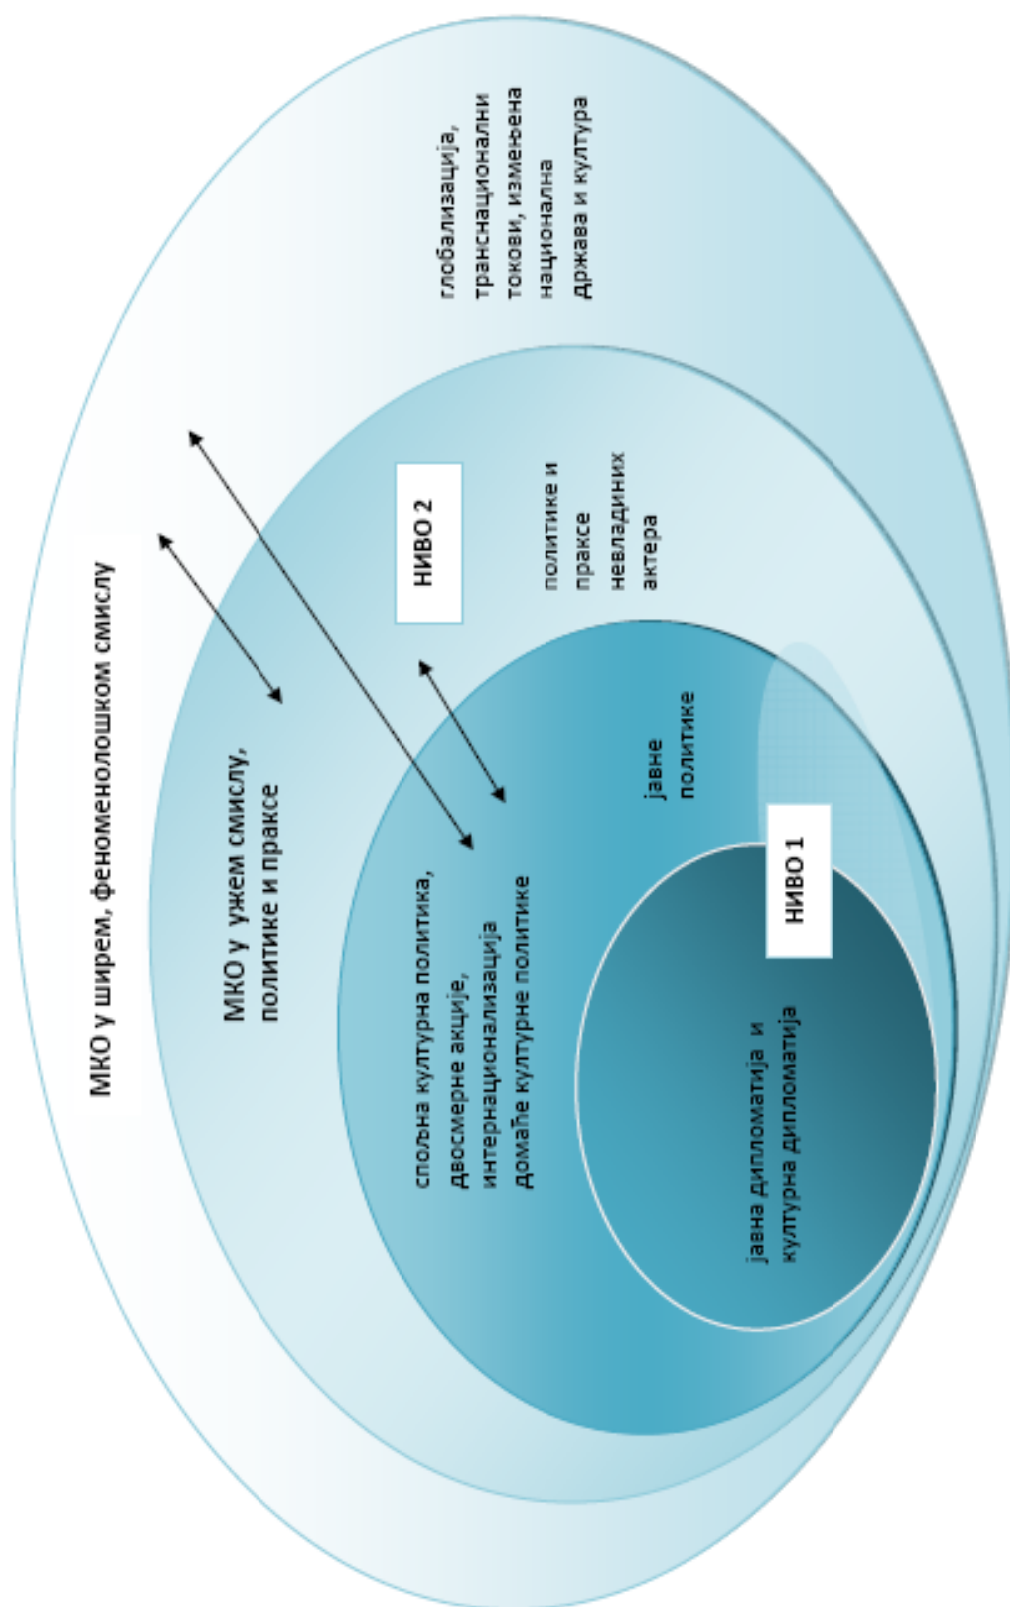 МКО у ширем, феноменолошком смислу
МКО у ужем смислу,
политике и праксе
спољна културна политика,
двосмерне акције,
интернационализација
домаће културне политике
јавна дипломатија и
културна дипломатија
НИВО 1
јавне
политике
НИВО 2
политике и
праксе
невладиних
актера
глобализација,
транснационални
токови, измењена
национална
држава и култура